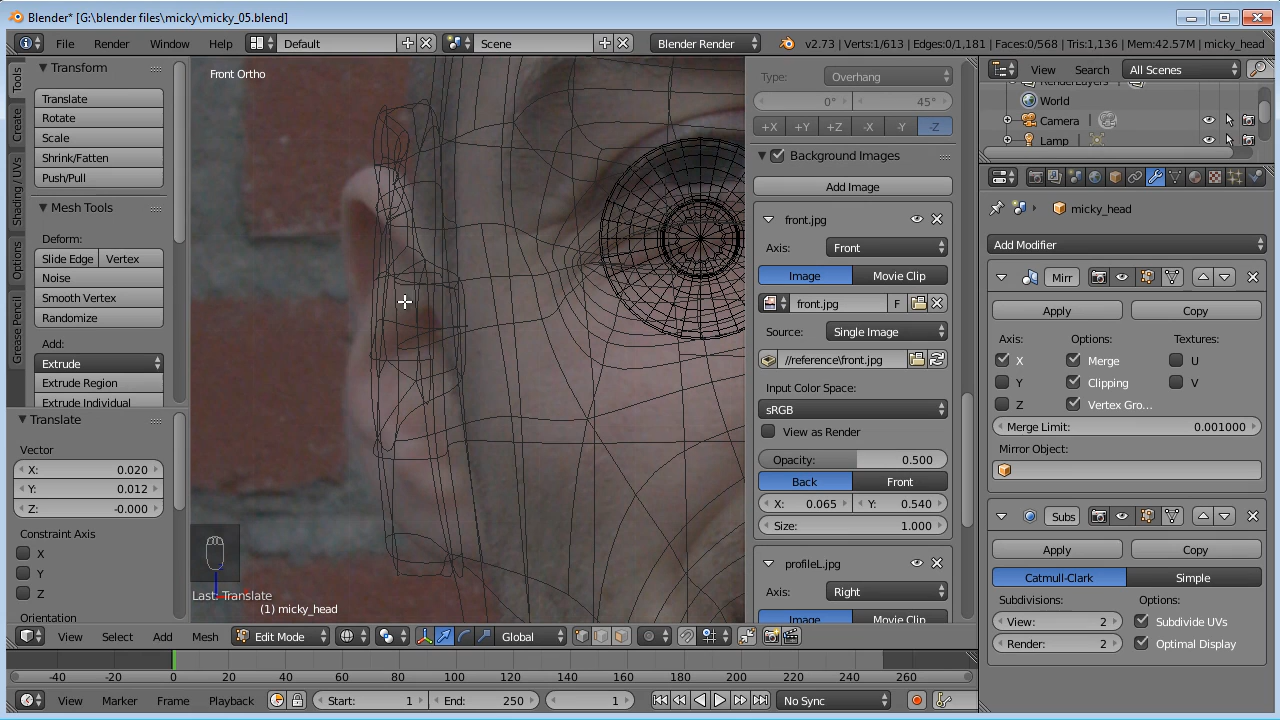 Blender* [G:\blender files\micky\micky_05.blend]
File Render Window Help Default Scene Blender Render v2.73 | Verts:1/613 | Edges:0/1,181 | Faces:0/568 | Tris:1,136 | Mem:42.57M | micky_head
Tools
Create
Shading / UVs
Options
Grease Pencil
Transform
Translate
Rotate
Scale
Shrink/Fatten
Push/Pull
Mesh Tools
Deform:
Slide Edge Vertex
Noise
Smooth Vertex
Randomize
Add:
Extrude
Extrude Region
Extrude Individual
Translate
Vector
X: 0.020
Y: 0.012
Z: -0.000
Constraint Axis
X
Y
Z
Orientation
Front Ortho
Last: Translate
(1) micky_head
Type: Overhang
0° 45°
+X +Y +Z -X -Y -Z
Background Images
Add Image
front.jpg
Axis: Front
Image Movie Clip
front.jpg F
Source: Single Image
//reference\front.jpg
Input Color Space:
sRGB
View as Render
Opacity: 0.500
Back Front
X: 0.065 Y: 0.540
Size: 1.000
profileL.jpg
Axis: Right
Image Movie Clip
View Select Add Mesh Edit Mode Global
-40 -20 0 20 40 60 80 100 120 140 160 180 200 220 240 260
View Marker Frame Playback Start: 1 End: 250 1 No Sync
View Search All Scenes
RenderLayers
World
Camera
Lamp
micky_head
Add Modifier
Mirr
Apply Copy
Axis: Options: Textures:
X Merge U
Y Clipping V
Z Vertex Gro...
Merge Limit: 0.001000
Mirror Object:
Subs
Apply Copy
Catmull-Clark Simple
Subdivisions: Options:
View: 2 Subdivide UVs
Render: 2 Optimal Display